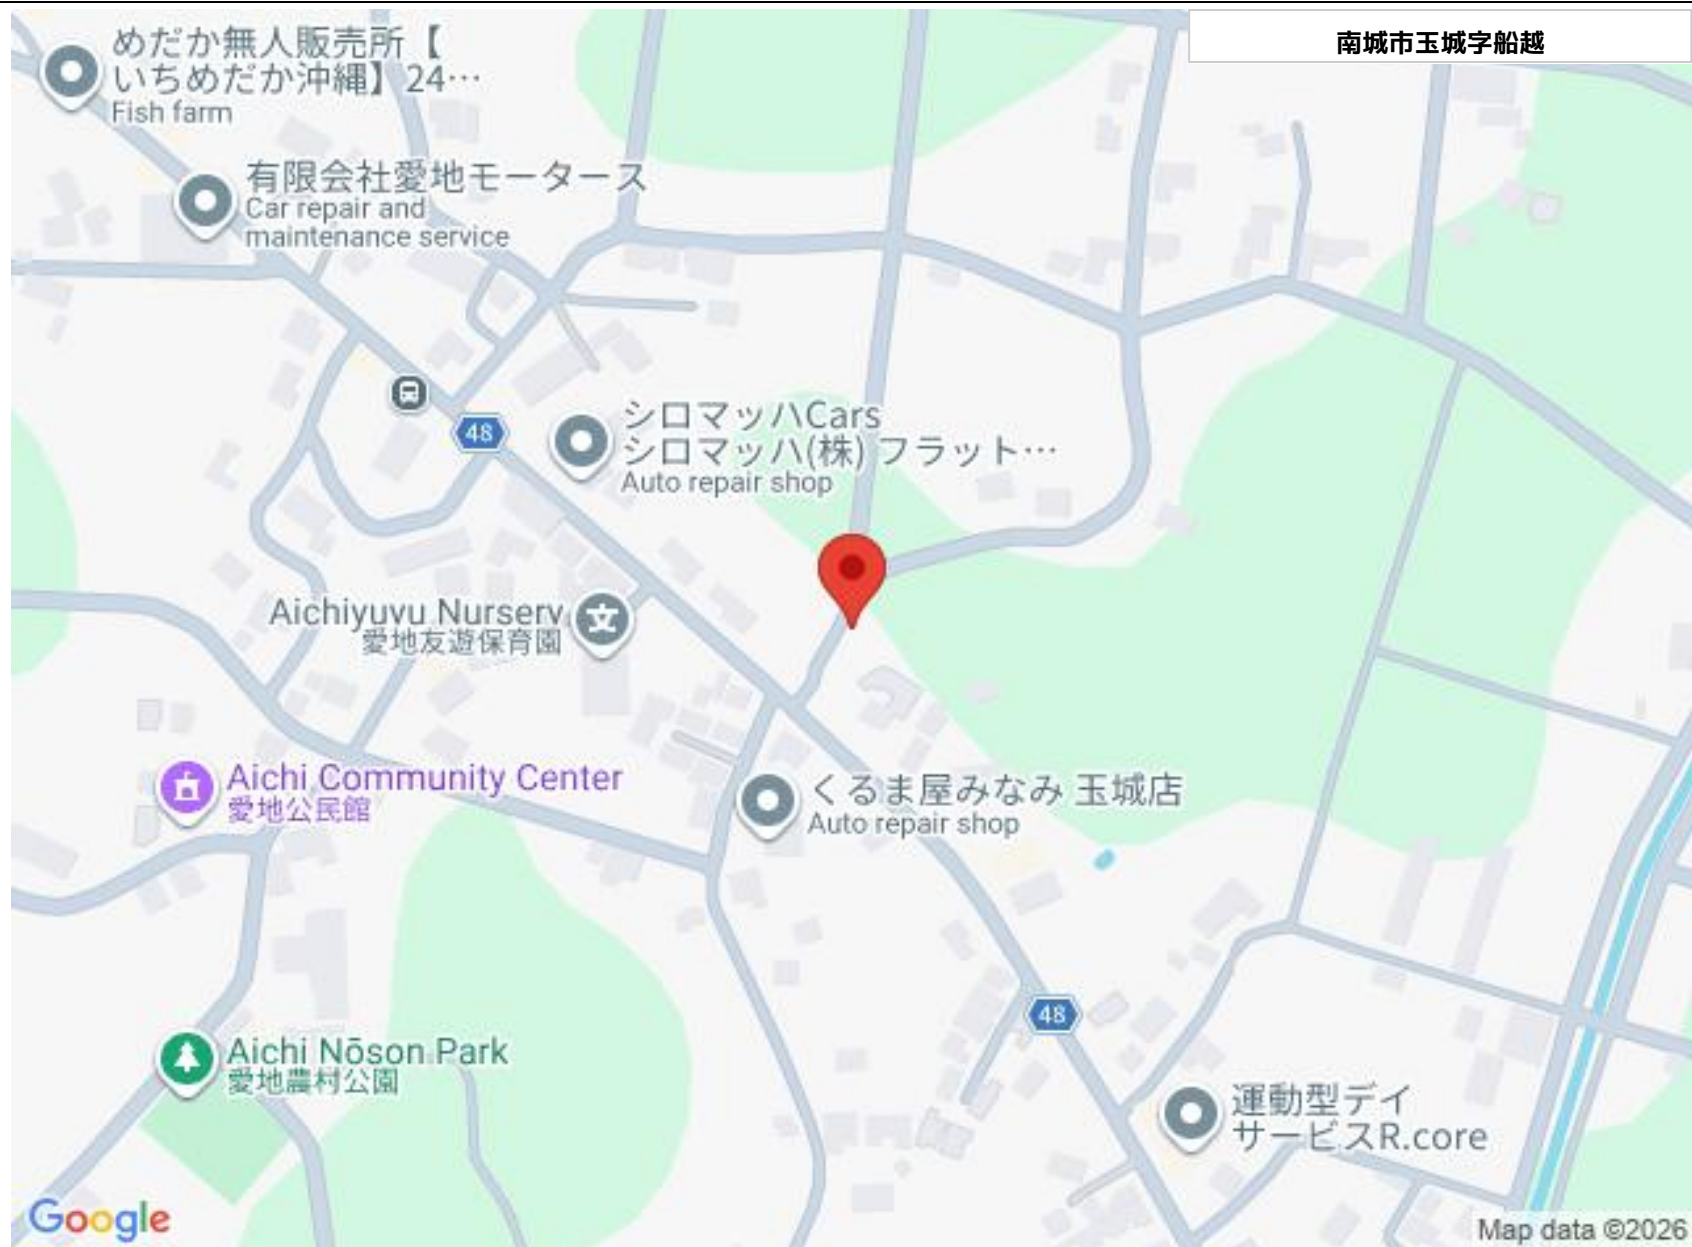 南城市玉城字船越
めだか無人販売所【
いちめだか沖縄】24…
Fish farm
有限会社愛地モータース
Car repair and
maintenance service
シロマッハCars
シロマッハ(株) フラット…
Auto repair shop
48
Aichiyuvu Nurserv
愛地友遊保育園
Aichi Community Center
愛地公民館
くるま屋みなみ 玉城店
Auto repair shop
48
Aichi Nōson Park
愛地農村公園
運動型デイ
サービスR.core
Google
Map data ©2026